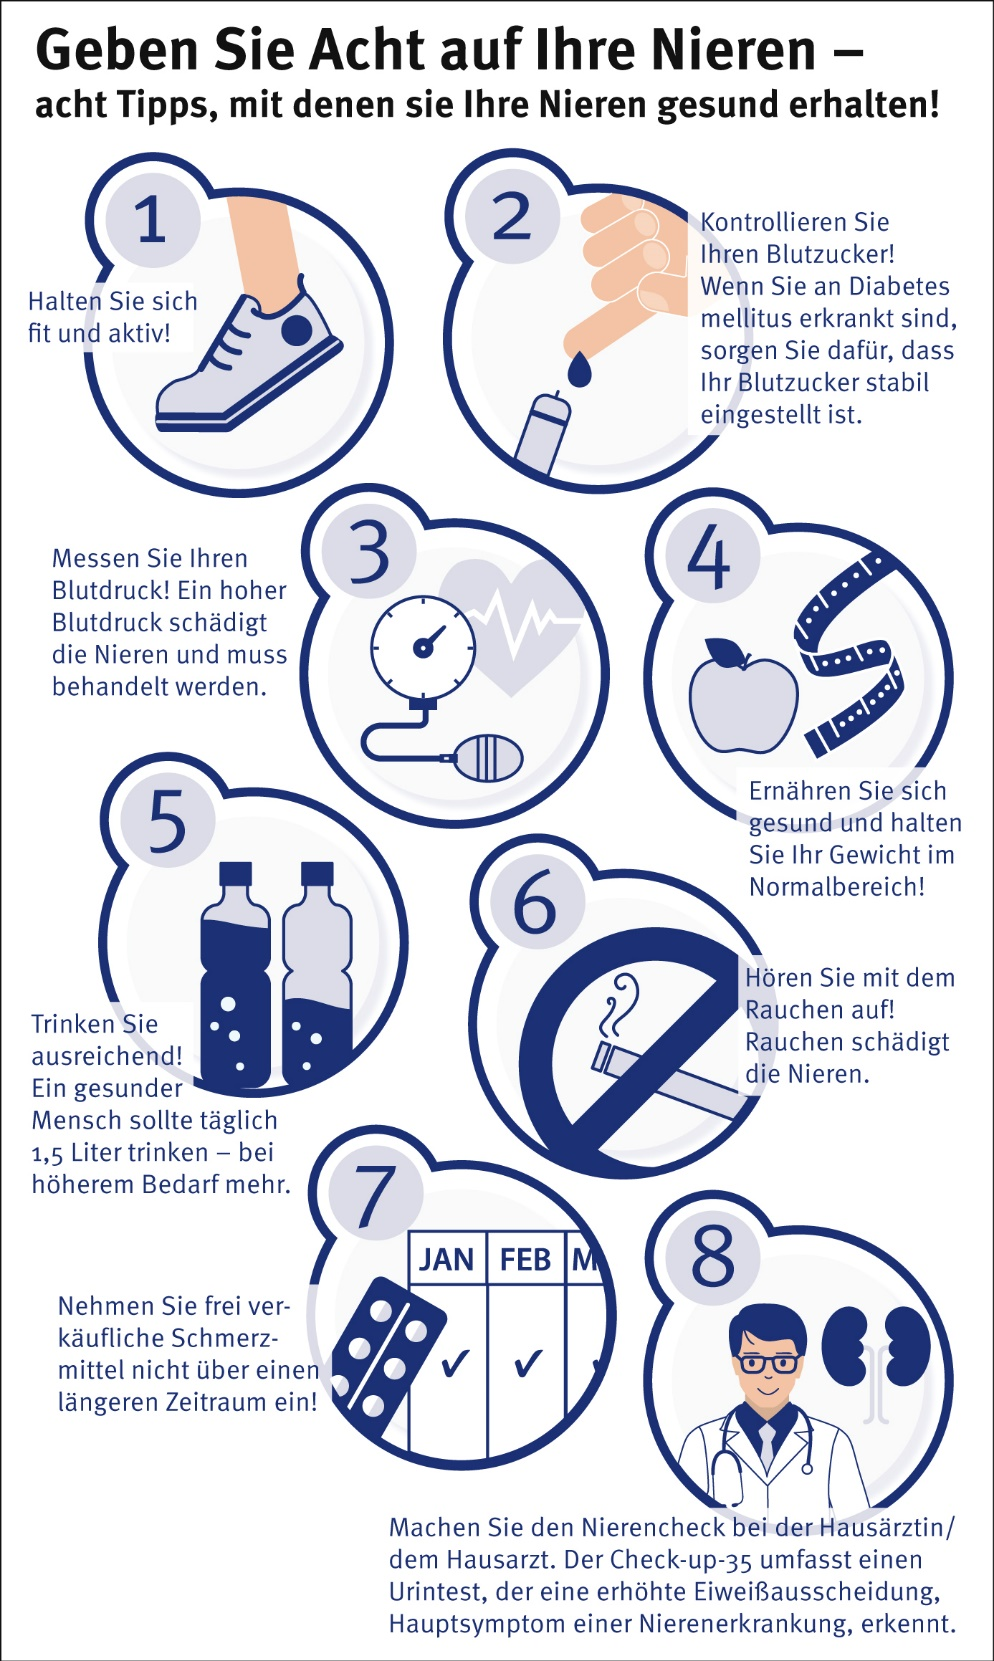 Geben Sie Acht auf Ihre Nieren –
acht Tipps, mit denen sie Ihre Nieren gesund erhalten!
1
Halten Sie sich
fit und aktiv!
2
Kontrollieren Sie
Ihren Blutzucker!
Wenn Sie an Diabetes
mellitus erkrankt sind,
sorgen Sie dafür, dass
Ihr Blutzucker stabil
eingestellt ist.
3
Messen Sie Ihren
Blutdruck! Ein hoher
Blutdruck schädigt
die Nieren und muss
behandelt werden.
4
Ernähren Sie sich
gesund und halten
Sie Ihr Gewicht im
Normalbereich!
5
Trinken Sie
ausreichend!
Ein gesunder
Mensch sollte täglich
1,5 Liter trinken – bei
höherem Bedarf mehr.
6
Hören Sie mit dem
Rauchen auf!
Rauchen schädigt
die Nieren.
7
JAN FEB M
Nehmen Sie frei ver-
käufliche Schmerz-
mittel nicht über einen
längeren Zeitraum ein!
8
Machen Sie den Nierencheck bei der Hausärztin/
dem Hausarzt. Der Check-up-35 umfasst einen
Urintest, der eine erhöhte Eiweißausscheidung,
Hauptsymptom einer Nierenerkrankung, erkennt.